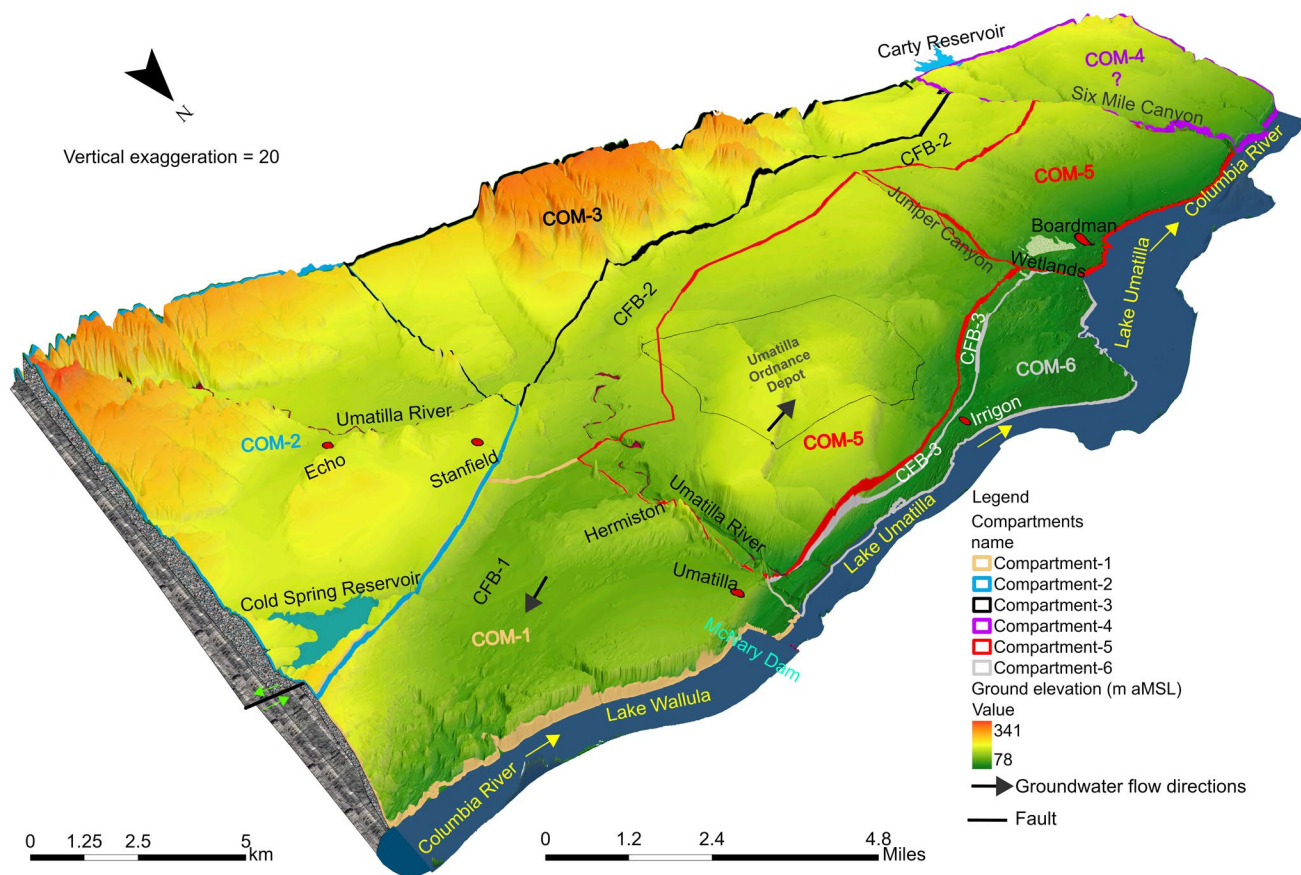 Carty Reservoir
COM-4
?
Six Mile Canyon
N
Vertical exaggeration = 20
CFB-2
COM-5
Columbia River
COM-3
Juniper Canyon
Boardman
Wetlands
Lake Umatilla
CFB-2
CFB-3
Umatilla
Ordnance
Depot
COM-6
Umatilla River
COM-2
Echo
Stanfield
COM-5
Irrigon
CFB-3
Hermiston
Umatilla River
Lake Umatilla
Cold Spring Reservoir
CFB-1
Umatilla
COM-1
McNary Dam
Lake Wallula
Columbia River
Legend
Compartments
name
Compartment-1
Compartment-2
Compartment-3
Compartment-4
Compartment-5
Compartment-6
Ground elevation (m aMSL)
Value
341
78
Groundwater flow directions
Fault
0 1.25 2.5 5
km
0 1.2 2.4 4.8
Miles